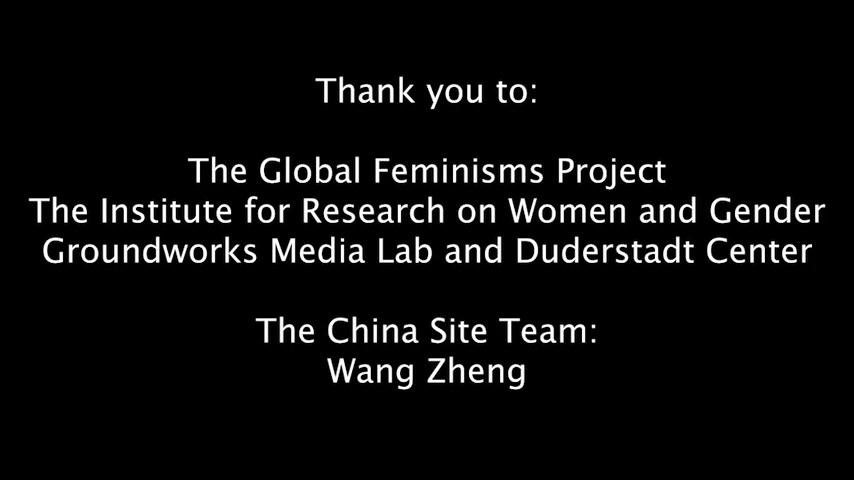 Thank you to:
The Global Feminisms Project
The Institute for Research on Women and Gender
Groundworks Media Lab and Duderstadt Center
The China Site Team:
Wang Zheng